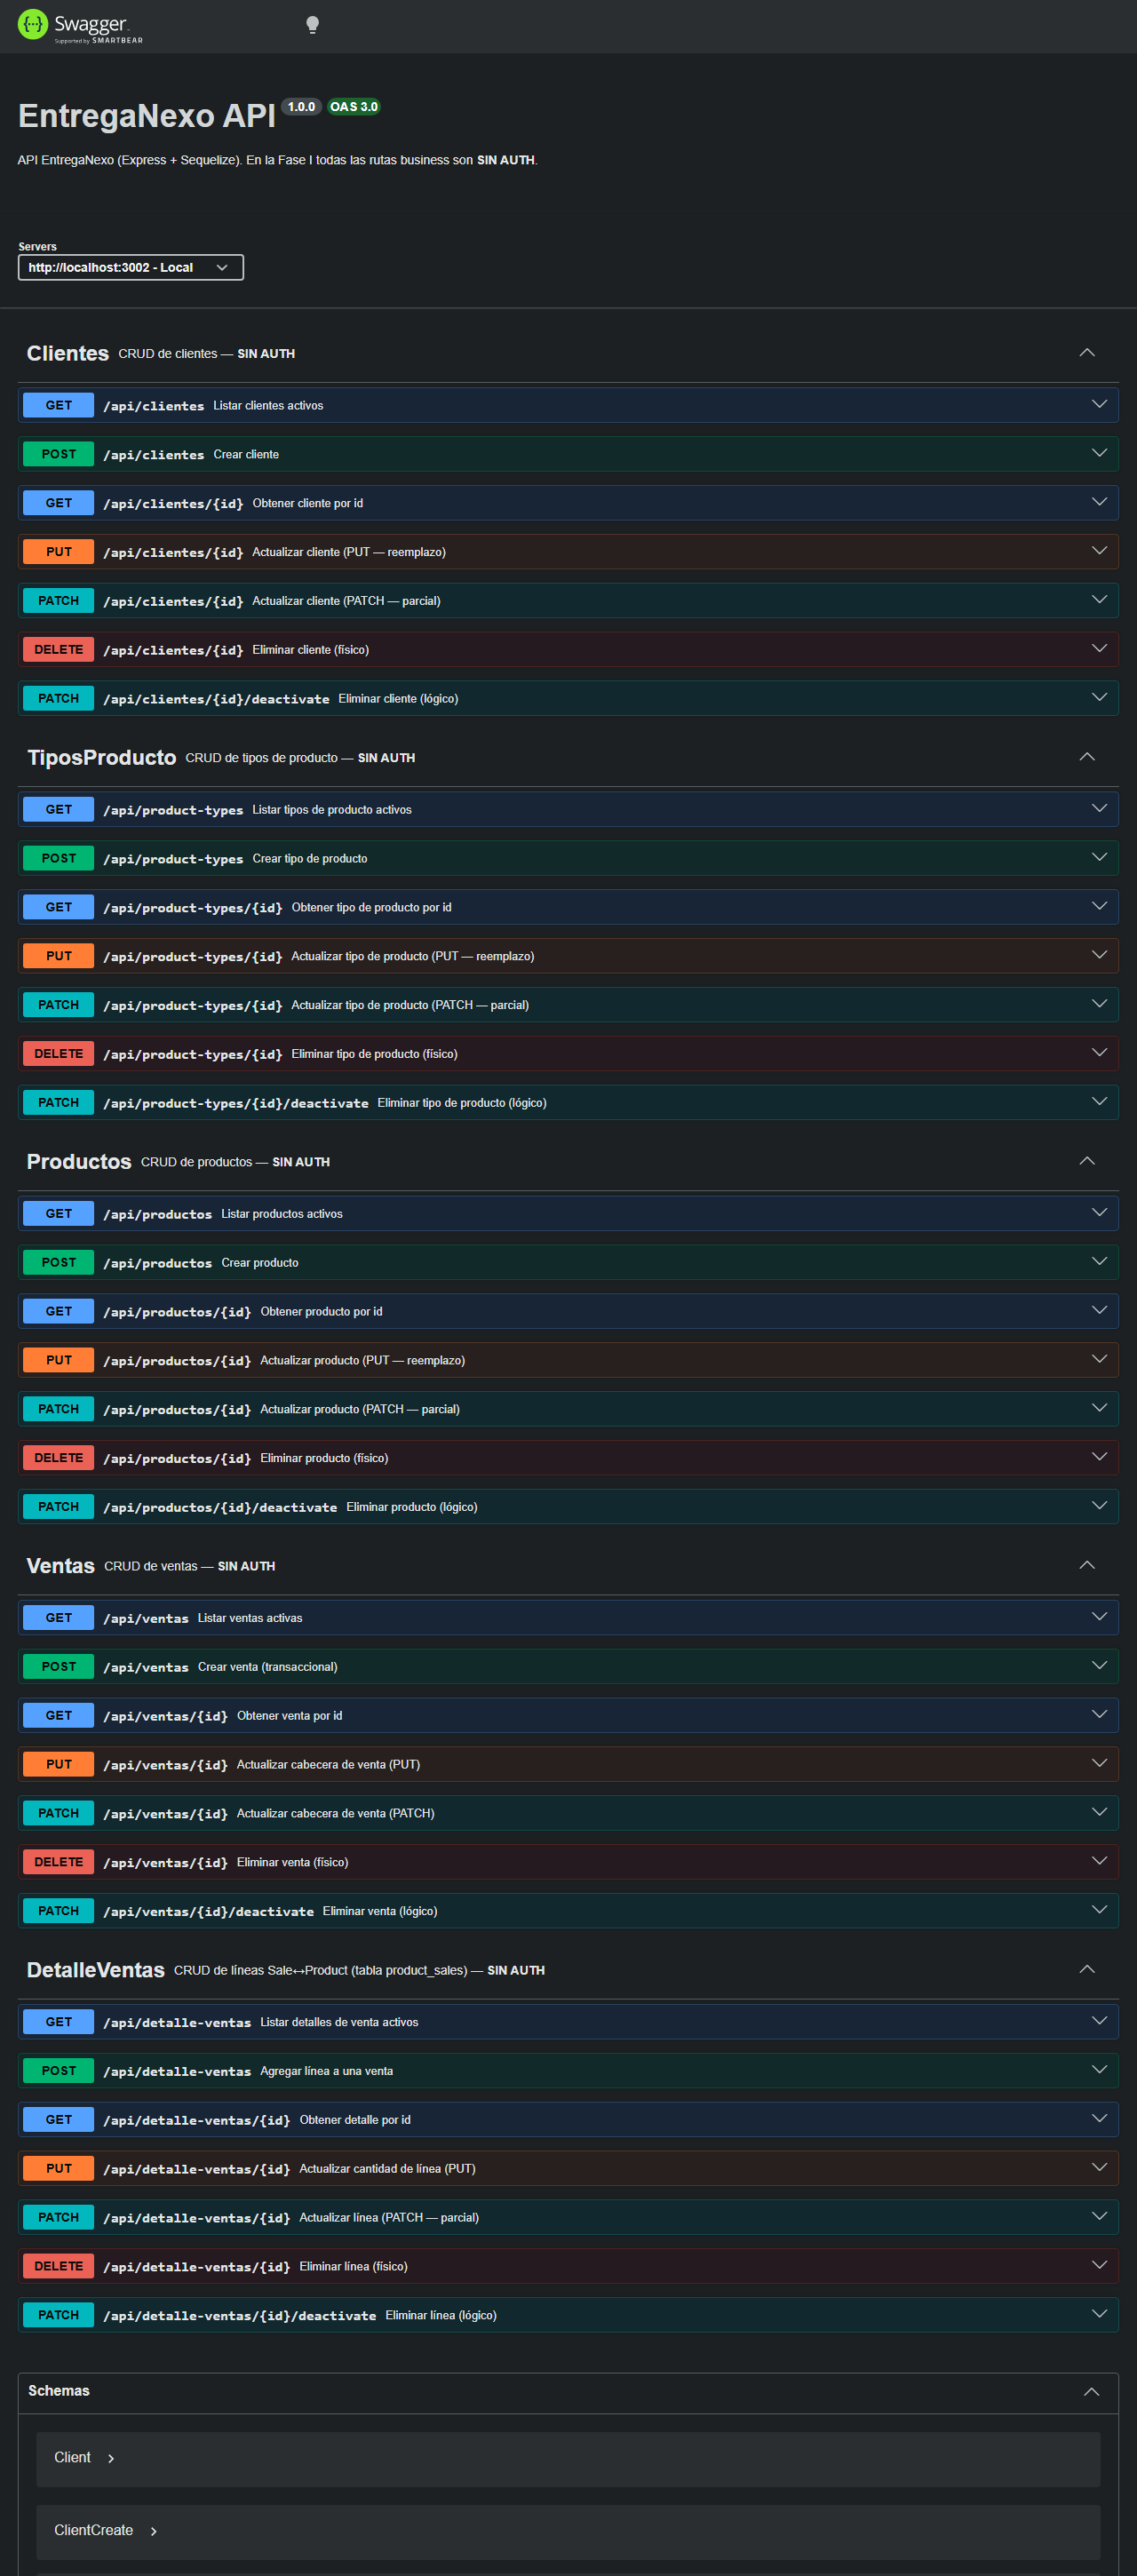 Swagger.
Supported by SMARTBEAR
EntregaNexo API 1.0.0 OAS 3.0
API EntregaNexo (Express + Sequelize). En la Fase I todas las rutas business son SIN AUTH.
Servers
http://localhost:3002 - Local
Clientes CRUD de clientes — SIN AUTH
GET /api/clientes Listar clientes activos
POST /api/clientes Crear cliente
GET /api/clientes/{id} Obtener cliente por id
PUT /api/clientes/{id} Actualizar cliente (PUT — reemplazo)
PATCH /api/clientes/{id} Actualizar cliente (PATCH — parcial)
DELETE /api/clientes/{id} Eliminar cliente (físico)
PATCH /api/clientes/{id}/deactivate Eliminar cliente (lógico)
TiposProducto CRUD de tipos de producto — SIN AUTH
GET /api/product-types Listar tipos de producto activos
POST /api/product-types Crear tipo de producto
GET /api/product-types/{id} Obtener tipo de producto por id
PUT /api/product-types/{id} Actualizar tipo de producto (PUT — reemplazo)
PATCH /api/product-types/{id} Actualizar tipo de producto (PATCH — parcial)
DELETE /api/product-types/{id} Eliminar tipo de producto (físico)
PATCH /api/product-types/{id}/deactivate Eliminar tipo de producto (lógico)
Productos CRUD de productos — SIN AUTH
GET /api/productos Listar productos activos
POST /api/productos Crear producto
GET /api/productos/{id} Obtener producto por id
PUT /api/productos/{id} Actualizar producto (PUT — reemplazo)
PATCH /api/productos/{id} Actualizar producto (PATCH — parcial)
DELETE /api/productos/{id} Eliminar producto (físico)
PATCH /api/productos/{id}/deactivate Eliminar producto (lógico)
Ventas CRUD de ventas — SIN AUTH
GET /api/ventas Listar ventas activas
POST /api/ventas Crear venta (transaccional)
GET /api/ventas/{id} Obtener venta por id
PUT /api/ventas/{id} Actualizar cabecera de venta (PUT)
PATCH /api/ventas/{id} Actualizar cabecera de venta (PATCH)
DELETE /api/ventas/{id} Eliminar venta (físico)
PATCH /api/ventas/{id}/deactivate Eliminar venta (lógico)
DetalleVentas CRUD de líneas Sale↔Product (tabla product_sales) — SIN AUTH
GET /api/detalle-ventas Listar detalles de venta activos
POST /api/detalle-ventas Agregar línea a una venta
GET /api/detalle-ventas/{id} Obtener detalle por id
PUT /api/detalle-ventas/{id} Actualizar cantidad de línea (PUT)
PATCH /api/detalle-ventas/{id} Actualizar línea (PATCH — parcial)
DELETE /api/detalle-ventas/{id} Eliminar línea (físico)
PATCH /api/detalle-ventas/{id}/deactivate Eliminar línea (lógico)
Schemas
Client
ClientCreate